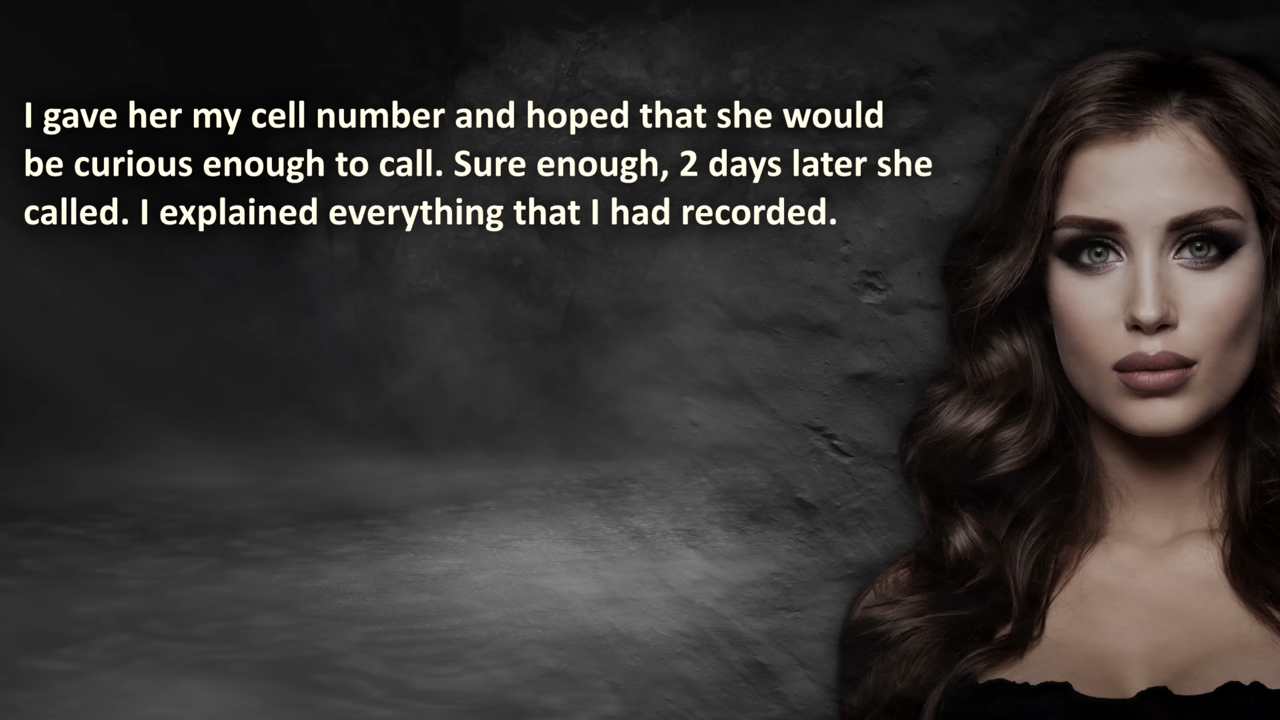 I gave her my cell number and hoped that she would
be curious enough to call. Sure enough, 2 days later she
called. I explained everything that I had recorded.